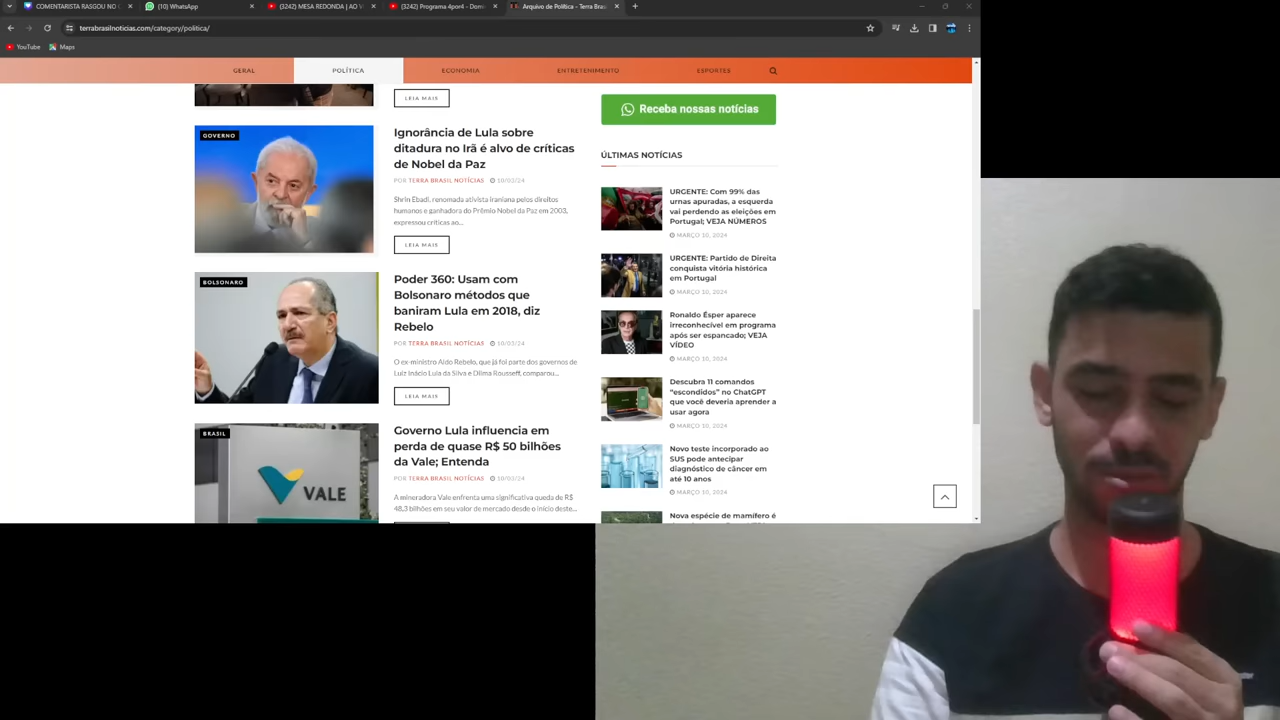 COMENTARISTA RASGOU NO
(10) WhatsApp
(3242) MESA REDONDA | AO V
(3242) Programa 4por4 - Don
Arquivo de Política - Terra Bras
terrabrasilnoticias.com/category/politica/
YouTube
Maps
GERAL
POLÍTICA
ECONOMIA
ENTRETENIMENTO
ESPORTES
LEIA MAIS
GOVERNO
Ignorância de Lula sobre
ditadura no Irã é alvo de críticas
de Nobel da Paz
POR TERRA BRASIL NOTÍCIAS 10/03/24
Shrin Ebadi, renomada ativista iraniana pelos direitos
humanos e ganhadora do Prêmio Nobel da Paz em 2003,
expressou críticas ao...
LEIA MAIS
BOLSONARO
Poder 360: Usam com
Bolsonaro métodos que
baniram Lula em 2018, diz
Rebelo
POR TERRA BRASIL NOTÍCIAS 10/03/24
O ex-ministro Aldo Rebelo, que já foi parte dos governos de
Luiz Inácio Lula da Silva e Dilma Rousseff, comparou...
LEIA MAIS
BRASIL
VALE
Governo Lula influencia em
perda de quase R$ 50 bilhões
da Vale; Entenda
POR TERRA BRASIL NOTÍCIAS 10/03/24
A mineradora Vale enfrenta uma significativa queda de R$
48,3 bilhões em seu valor de mercado desde o início deste...
Receba nossas notícias
ÚLTIMAS NOTÍCIAS
URGENTE: Com 99% das
urnas apuradas, a esquerda
vai perdendo as eleições em
Portugal; VEJA NÚMEROS
MARÇO 10, 2024
URGENTE: Partido de Direita
conquista vitória histórica
em Portugal
MARÇO 10, 2024
Ronaldo Ésper aparece
irreconhecível em programa
após ser espancado; VEJA
VÍDEO
MARÇO 10, 2024
Descubra 11 comandos
“escondidos” no ChatGPT
que você deveria aprender a
usar agora
MARÇO 10, 2024
Novo teste incorporado ao
SUS pode antecipar
diagnóstico de câncer em
até 10 anos
MARÇO 10, 2024
Nova espécie de mamífero é